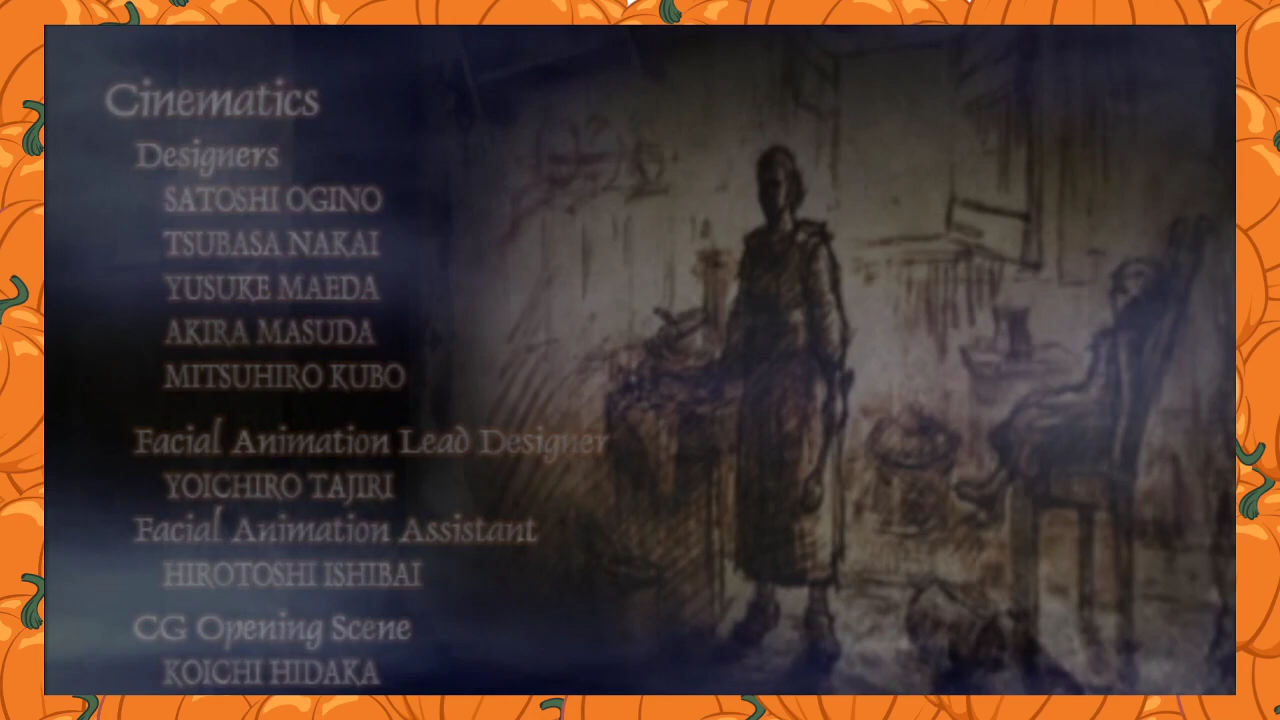 Cinematics
Designers
SATOSHI OGINO
TSUBASA NAKAI
YUSUKE MAEDA
AKIRA MASUDA
MITSUHIRO KUBO
Facial Animation Lead Designer
YOICHIRO TAJIRI
Facial Animation Assistant
HIROTOSHI ISHIBAI
CG Opening Scene
KOICHI HIDAKA